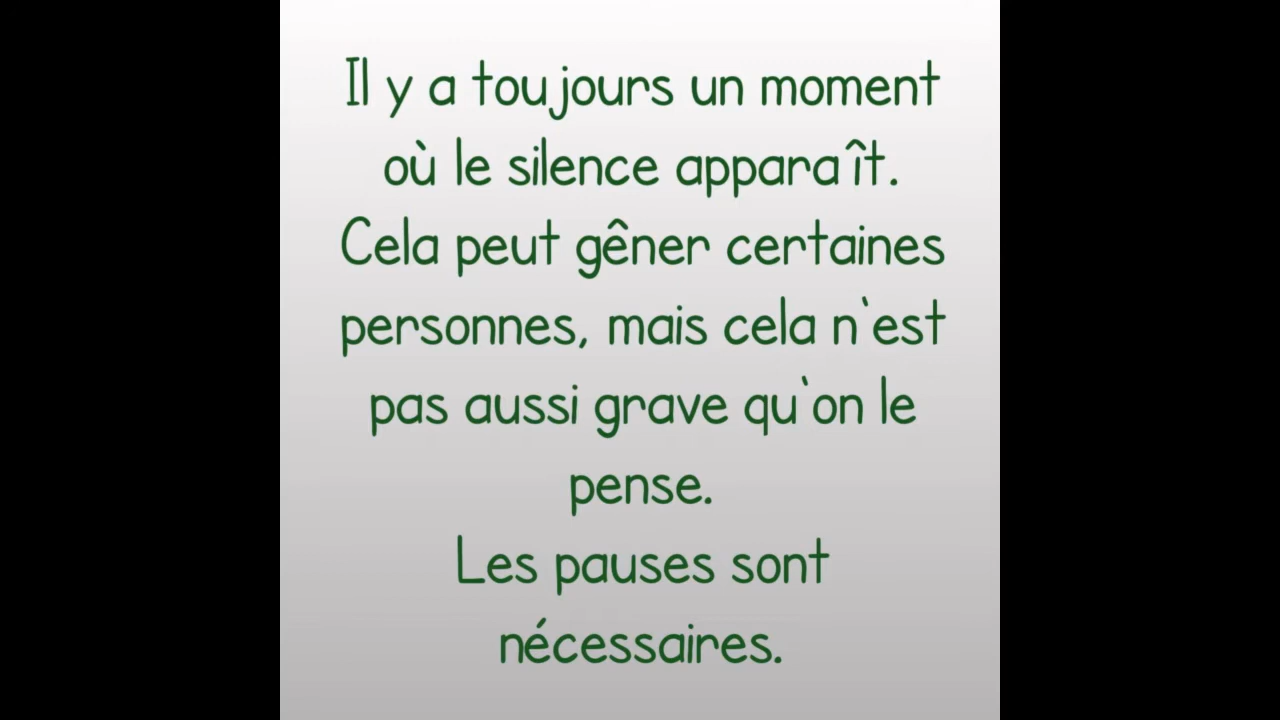 Il y a toujours un moment
où le silence apparaît.
Cela peut gêner certaines
personnes, mais cela n'est
pas aussi grave qu'on le
pense.
Les pauses sont
nécessaires.